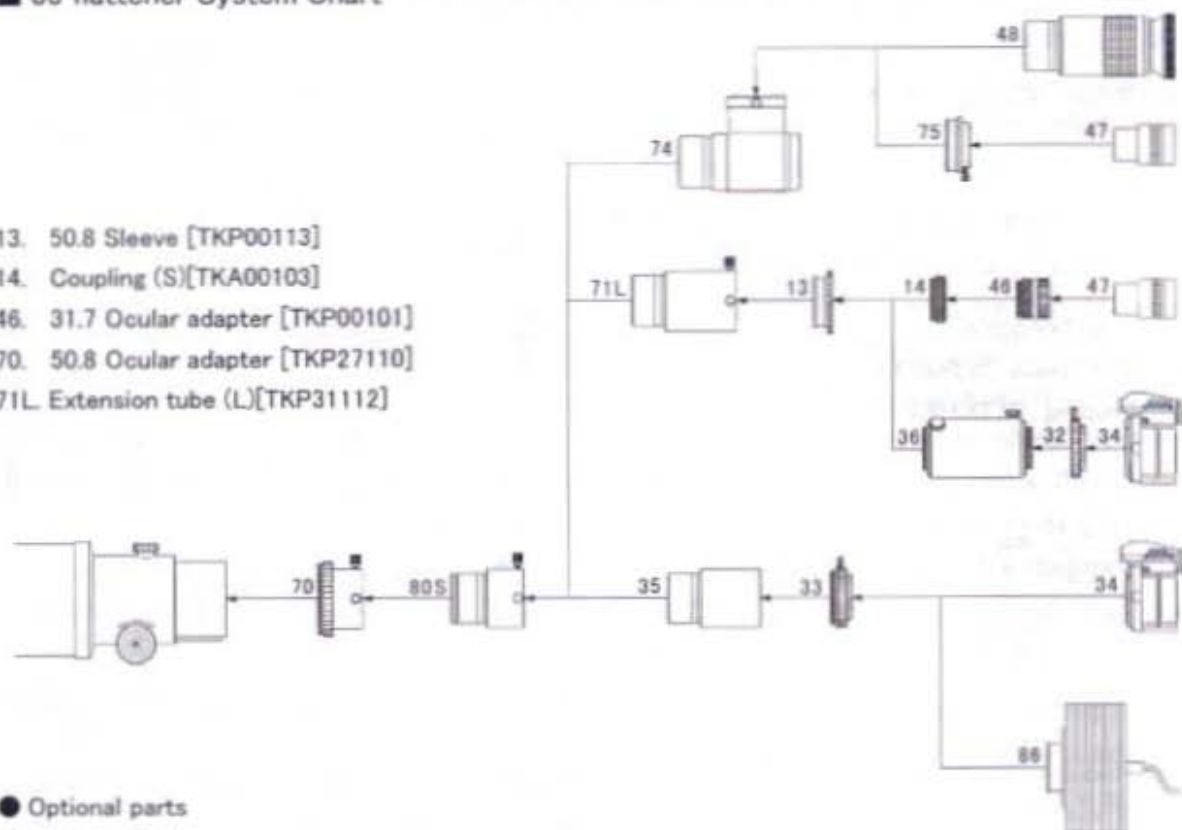 flattener System Chart
48
75
47
74
13. 50.8 Sleeve [TKP00113]
14. Coupling (S)[TKA00103]
46. 31.7 Ocular adapter [TKP00101]
70. 50.8 Ocular adapter [TKP27110]
71L. Extension tube (L)[TKP31112]
71L
13
14
46
47
36
32
34
70
80S
35
33
34
66
● Optional parts